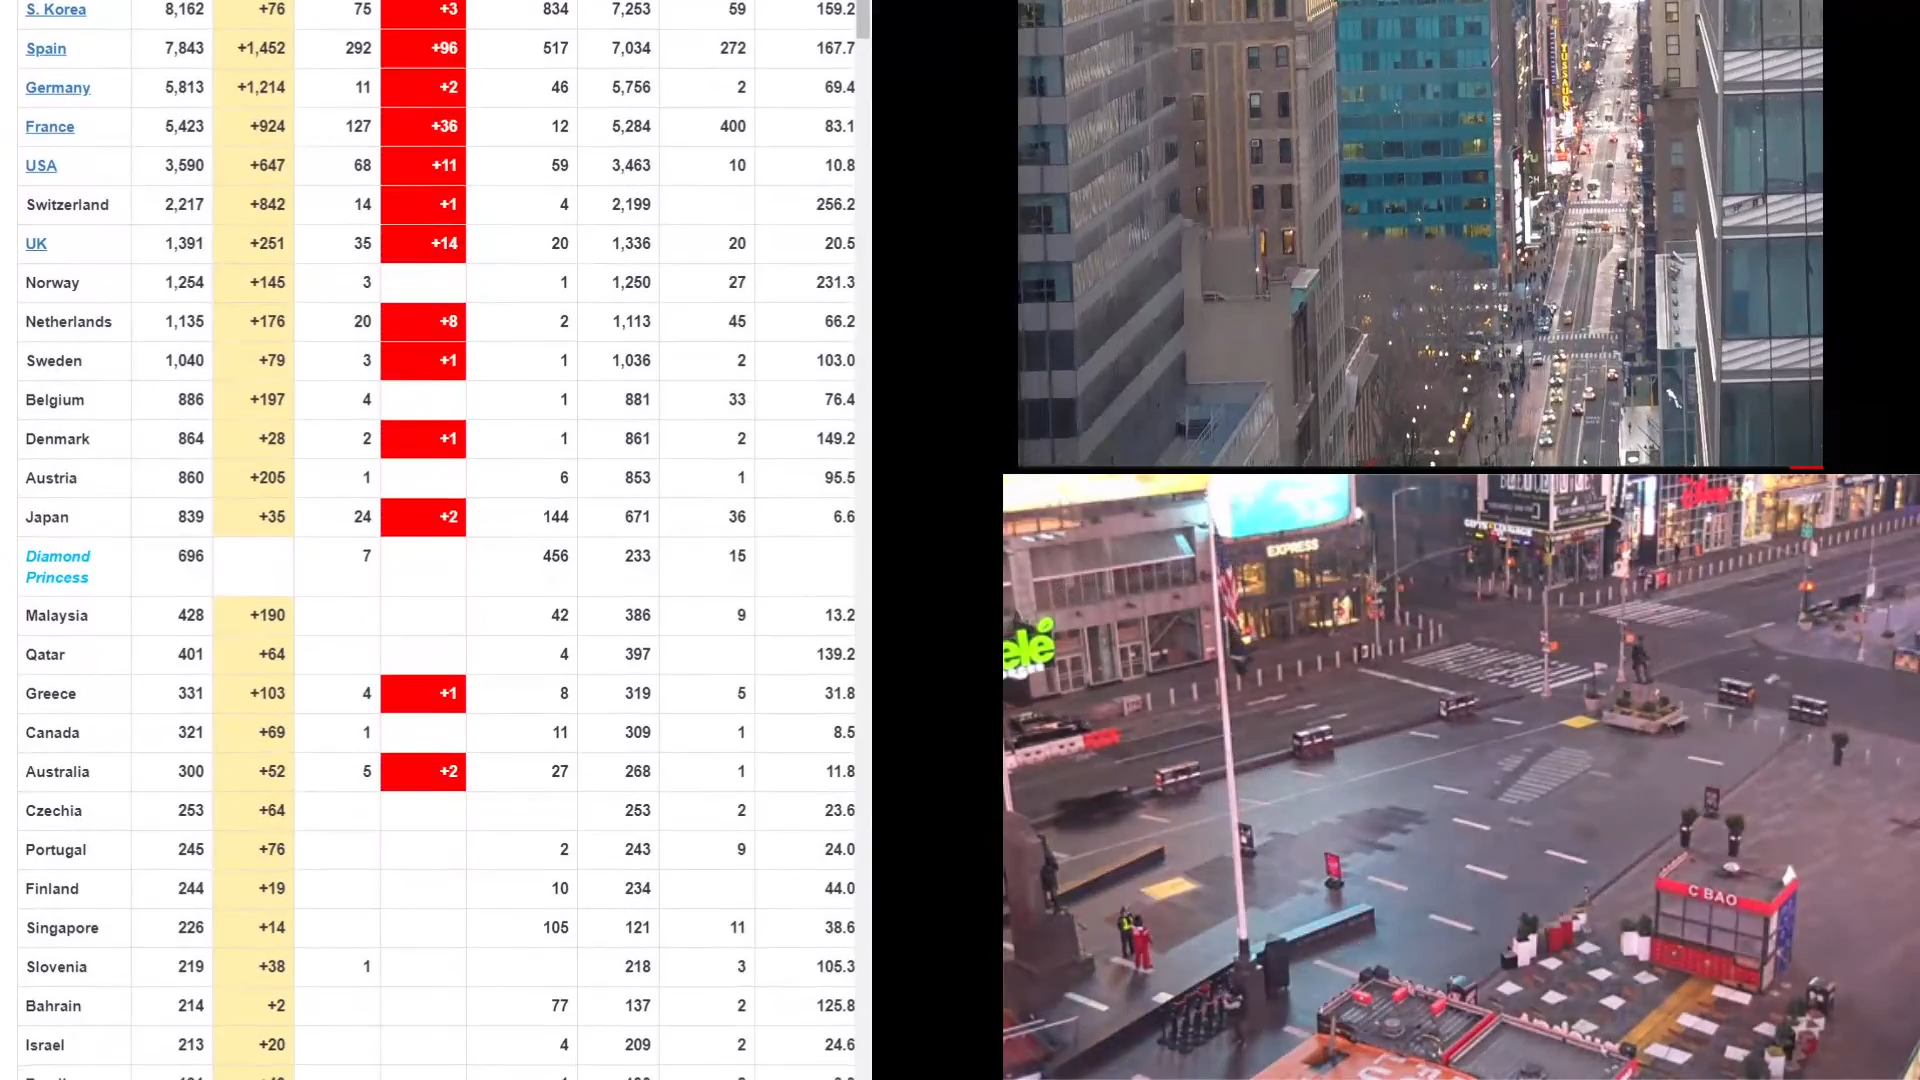 S. Korea 8,162 +76 75 +3 834 7,253 59 159.2
Spain 7,843 +1,452 292 +96 517 7,034 272 167.7
Germany 5,813 +1,214 11 +2 46 5,756 2 69.4
France 5,423 +924 127 +36 12 5,284 400 83.1
USA 3,590 +647 68 +11 59 3,463 10 10.8
Switzerland 2,217 +842 14 +1 4 2,199 256.2
UK 1,391 +251 35 +14 20 1,336 20 20.5
Norway 1,254 +145 3 1 1,250 27 231.3
Netherlands 1,135 +176 20 +8 2 1,113 45 66.2
Sweden 1,040 +79 3 +1 1 1,036 2 103.0
Belgium 886 +197 4 1 881 33 76.4
Denmark 864 +28 2 +1 1 861 2 149.2
Austria 860 +205 1 6 853 1 95.5
Japan 839 +35 24 +2 144 671 36 6.6
Diamond 696 7 456 233 15
Princess
Malaysia 428 +190 42 386 9 13.2
Qatar 401 +64 4 397 139.2
Greece 331 +103 4 +1 8 319 5 31.8
Canada 321 +69 1 11 309 1 8.5
Australia 300 +52 5 +2 27 268 1 11.8
Czechia 253 +64 253 2 23.6
Portugal 245 +76 2 243 9 24.0
Finland 244 +19 10 234 44.0
Singapore 226 +14 105 121 11 38.6
Slovenia 219 +38 1 218 3 105.3
Bahrain 214 +2 77 137 2 125.8
Israel 213 +20 4 209 2 24.6
TUSSAUD
EXPRESS
elé
C BAO